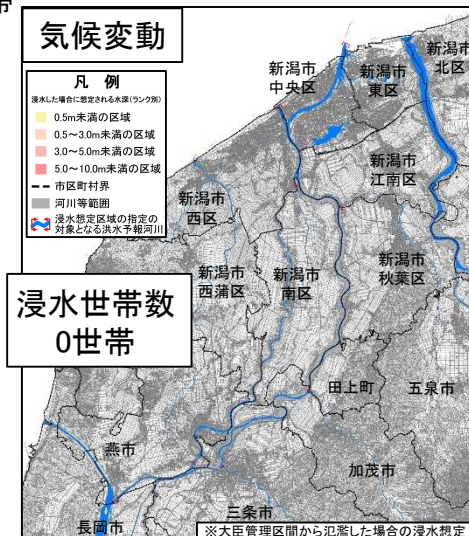 気候変動
凡 例
浸水した場合に想定される水深(ランク別)
0.5m未満の区域
0.5～3.0m未満の区域
3.0～5.0m未満の区域
5.0～10.0m未満の区域
市区町村界
河川等範囲
浸水想定区域の指定の
対象となる洪水予報河川
浸水世帯数
0世帯
新潟市
中央区
新潟市
東区
新潟市
北区
新潟市
江南区
新潟市
西区
新潟市
西蒲区
新潟市
南区
新潟市
秋葉区
田上町
五泉市
燕市
加茂市
三条市
長岡市
※大臣管理区間から氾濫した場合の浸水想定